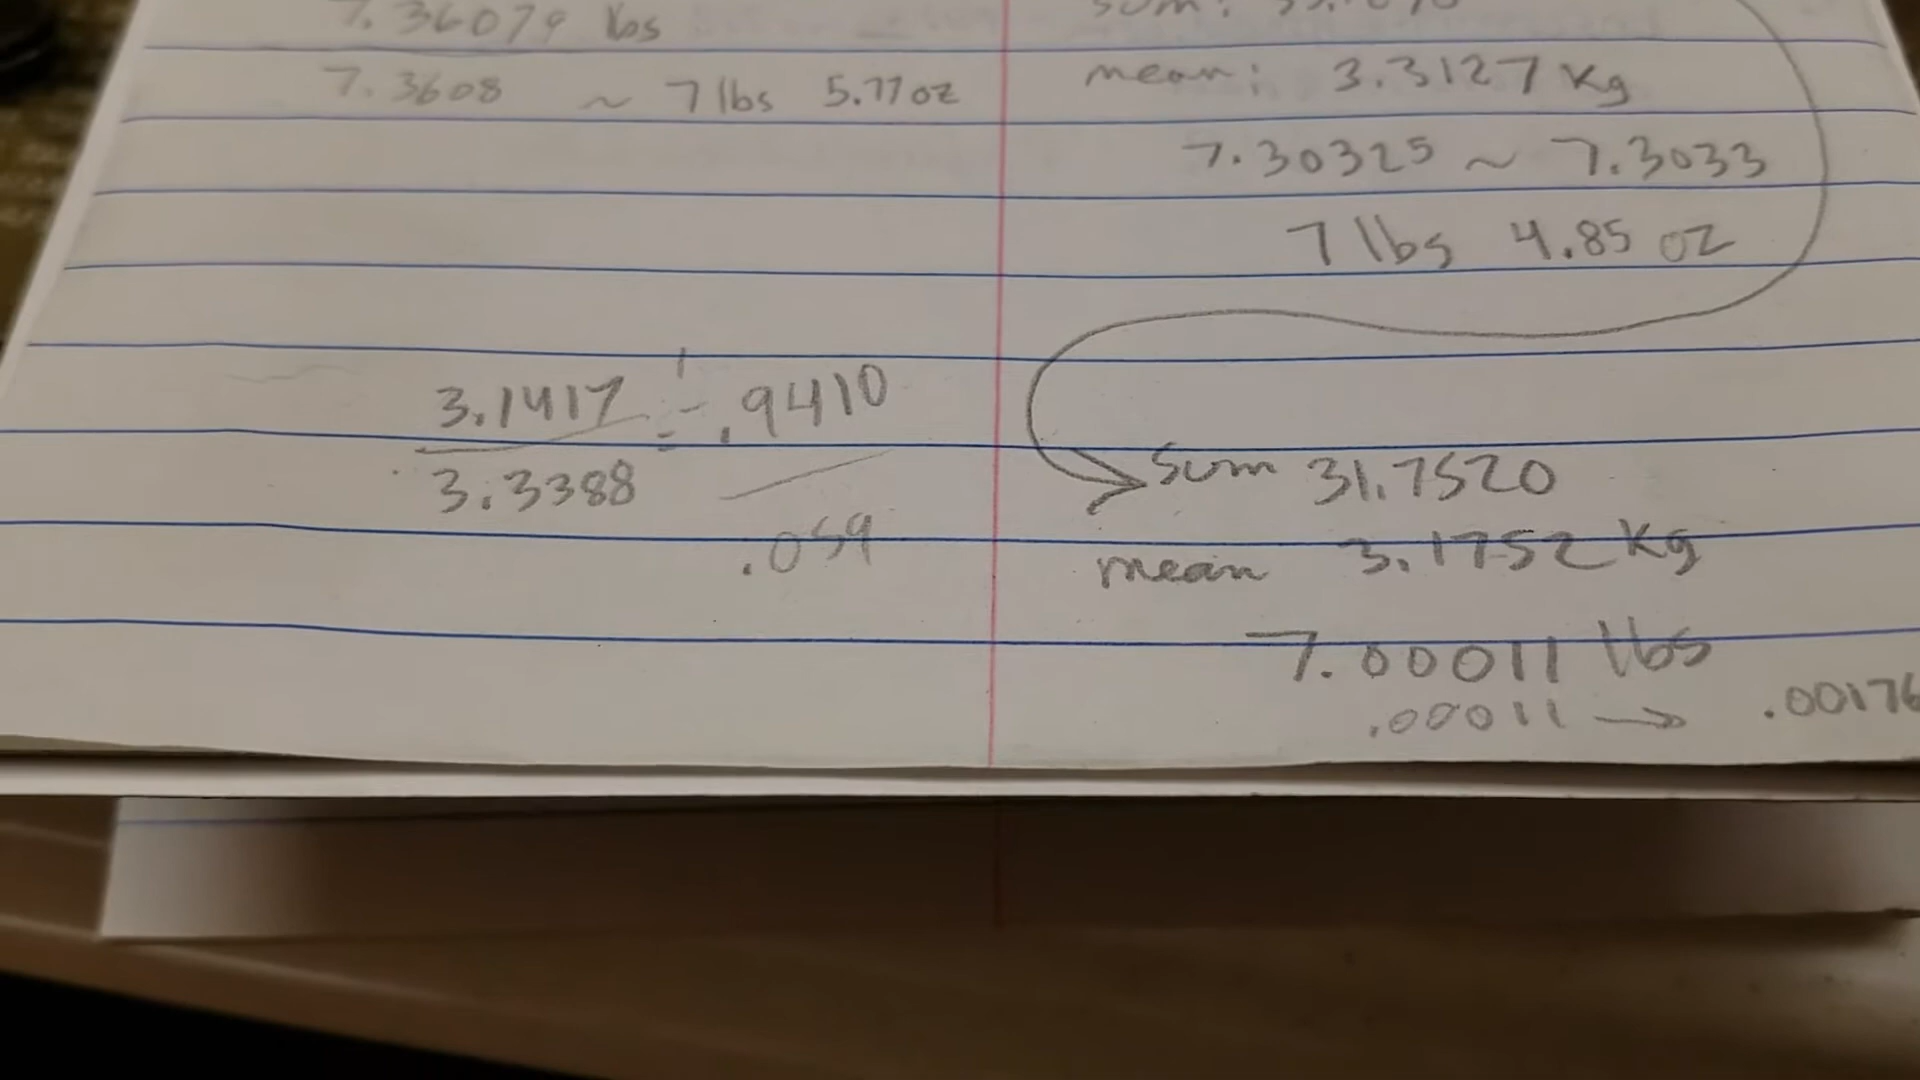 7.36079 lbs
7.3608 ~ 7 lbs 5.77oz
3.1417
3.3388
= .9410
.059
sum:
mean: 3.3127 Kg
7.30325 ~ 7.3033
7 lbs 4.85 oz
Sum 31.7520
mean 3.1752 Kg
7.00011 lbs
.00011 → .00176